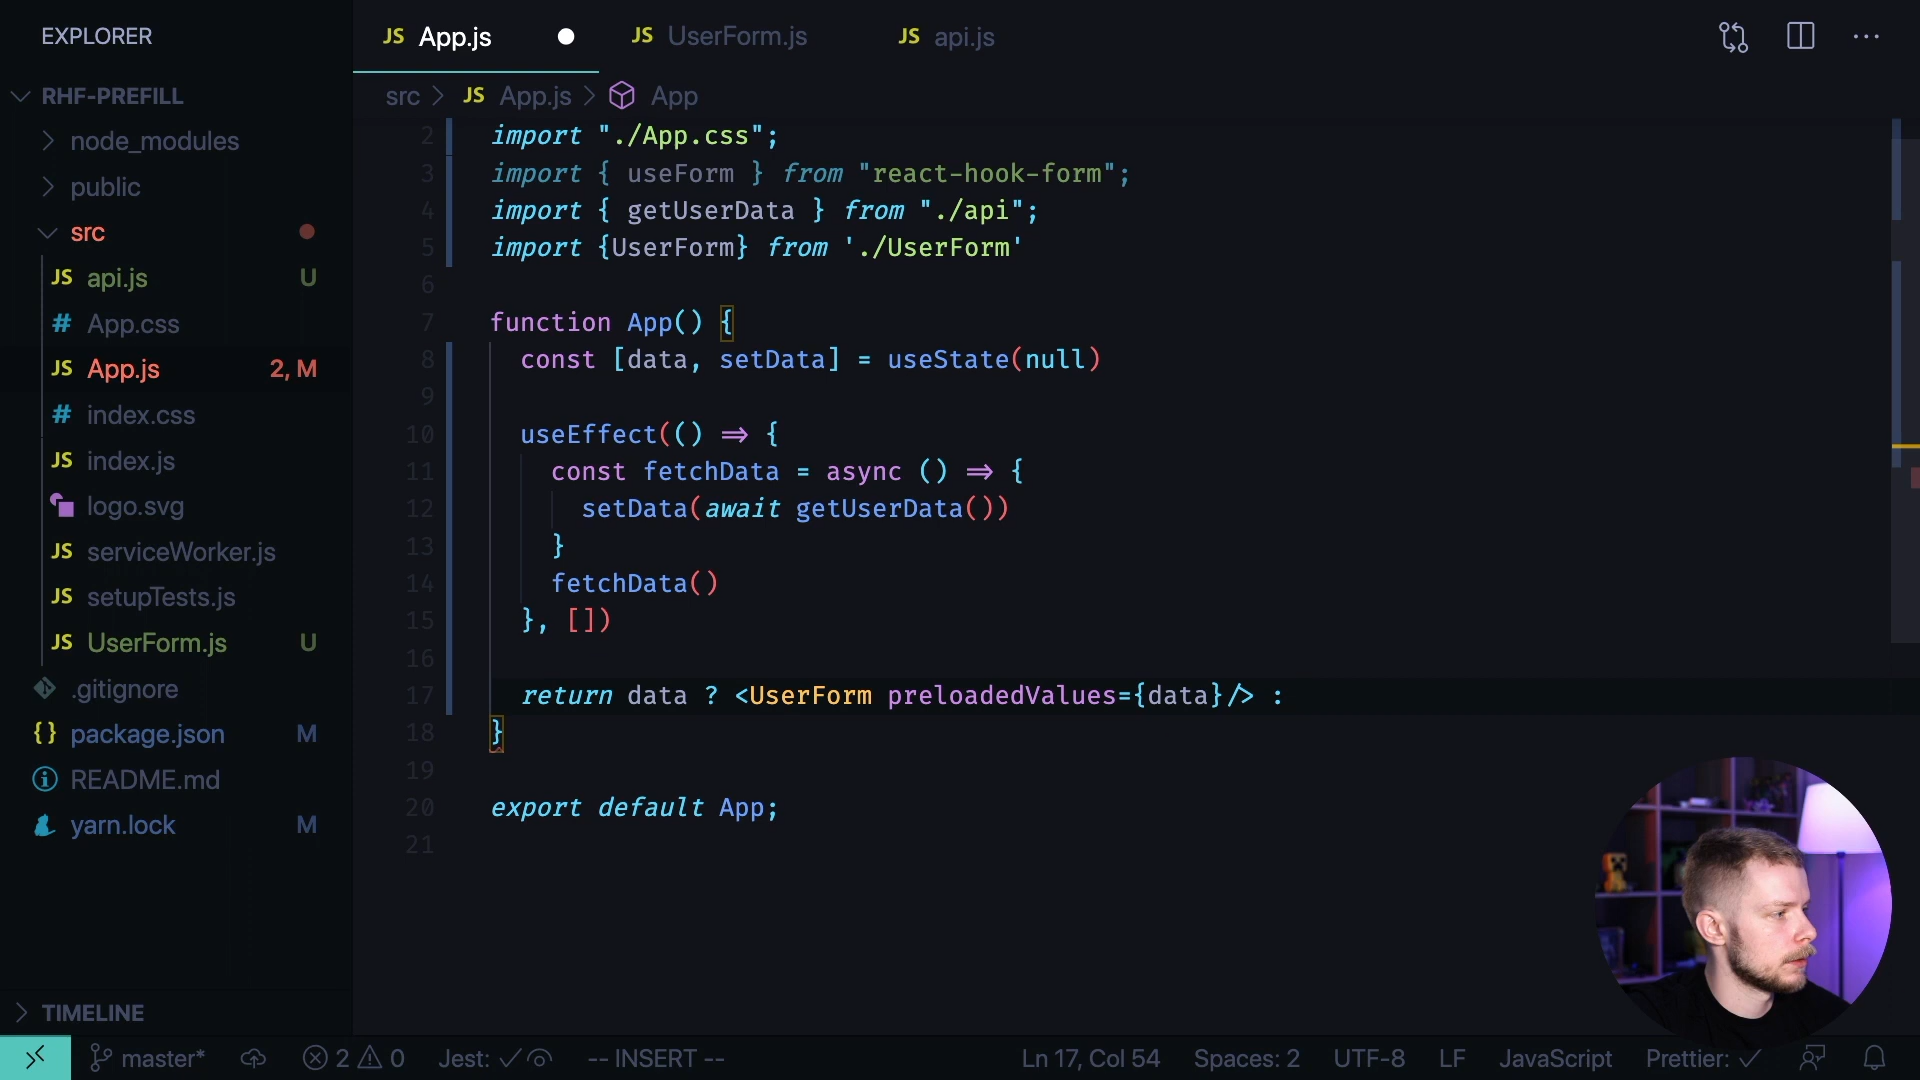 EXPLORER
RHF-PREFILL
node_modules
public
src
JS api.js U
# App.css
JS App.js 2, M
# index.css
JS index.js
logo.svg
JS serviceWorker.js
JS setupTests.js
JS UserForm.js U
.gitignore
{} package.json M
README.md
yarn.lock M
TIMELINE
JS App.js
JS UserForm.js
JS api.js
src > JS App.js > App
2 import "./App.css";
3 import { useForm } from "react-hook-form";
4 import { getUserData } from "./api";
5 import {UserForm} from './UserForm'
6
7 function App() {
8 const [data, setData] = useState(null)
9
10 useEffect(() => {
11 const fetchData = async () => {
12 setData(await getUserData())
13 }
14 fetchData()
15 }, [])
16
17 return data ? <UserForm preloadedValues={data}/> :
18 }
19
20 export default App;
21
master* 2 0 Jest: ✓ -- INSERT -- Ln 17, Col 54 Spaces: 2 UTF-8 LF JavaScript Prettier: ✓